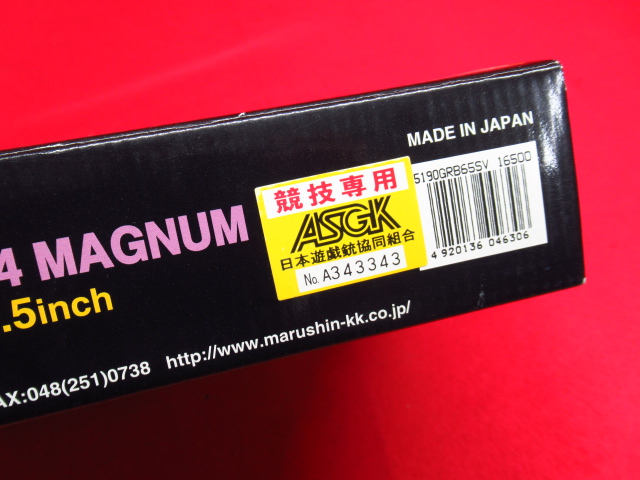 MADE IN JAPAN
5190GRB65SV 16500
4 920136 046306
競技専用
ASGK
日本遊戯銃協同組合
No. A343343
4 MAGNUM
.5inch
AX:048(251)0738 http://www.marushin-kk.co.jp/